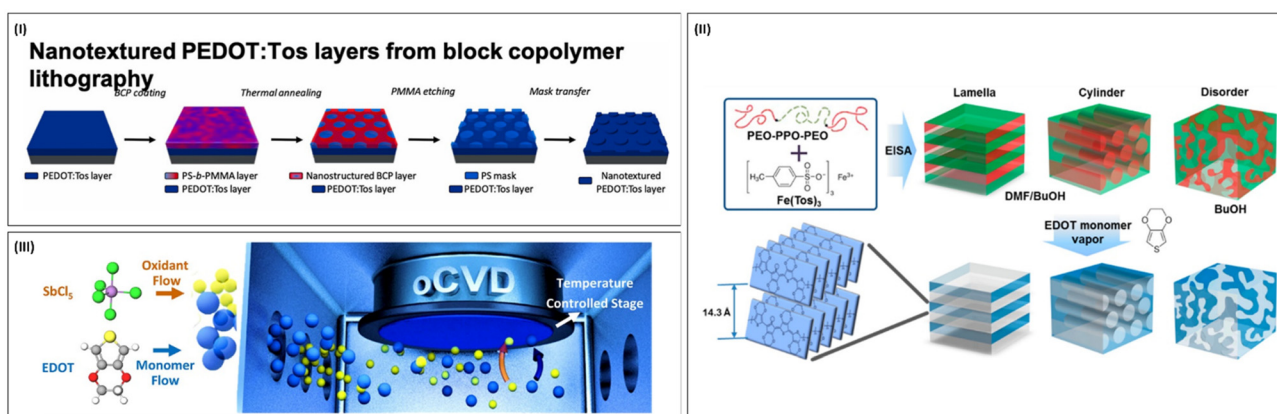 (I)
Nanotextured PEDOT:Tos layers from block copolymer
lithography
BCP coating
Thermal annealing
PMMA etching
Mask transfer
PEDOT:Tos layer
PS-b-PMMA layer
PEDOT:Tos layer
Nanostructured BCP layer
PEDOT:Tos layer
PS mask
PEDOT:Tos layer
Nanotextured
PEDOT:Tos layer
(II)
PEO-PPO-PEO
+
H₃C
O
S
O⁻
O
3
Fe³⁺
Fe(Tos)₃
EISA
Lamella
Cylinder
Disorder
DMF/BuOH
BuOH
EDOT monomer
vapor
O
O
S
14.3 Å
(III)
SbCl₅
Oxidant
Flow
EDOT
Monomer
Flow
oCVD
Temperature
Controlled Stage